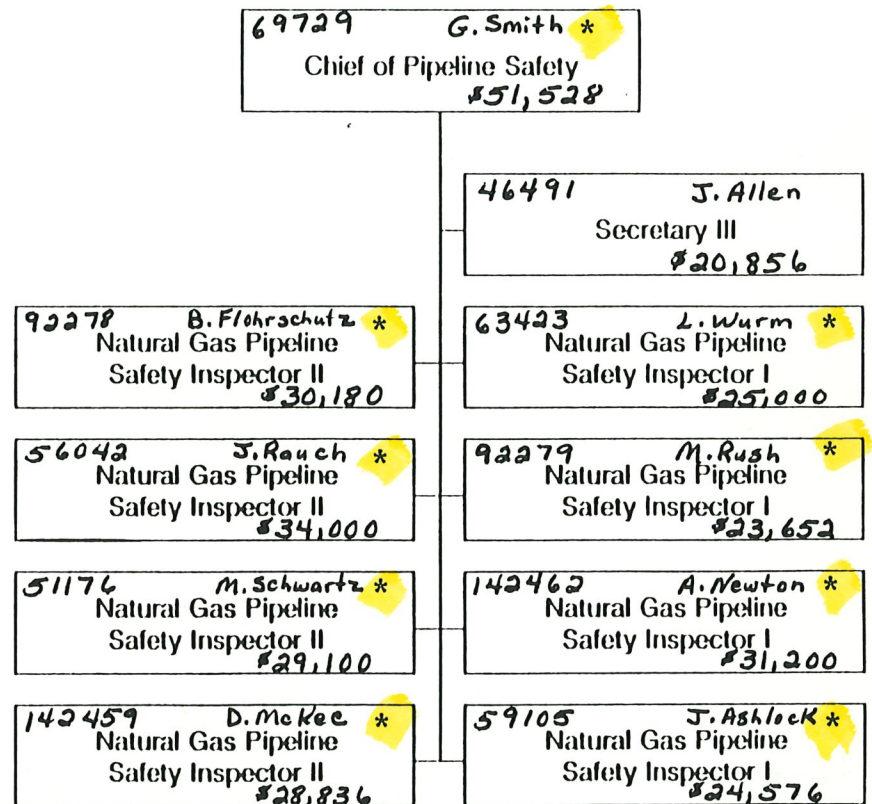 69729 G. Smith *
Chief of Pipeline Safety
$51,528
46491 J. Allen
Secretary III
$20,856
92278 B. Flohrschutz *
Natural Gas Pipeline
Safety Inspector II
$30,180
63423 L. Wurm *
Natural Gas Pipeline
Safety Inspector I
$25,000
56042 J. Rauch *
Natural Gas Pipeline
Safety Inspector II
$34,000
92279 M. Rush *
Natural Gas Pipeline
Safety Inspector I
$23,652
51176 M. Schwartz *
Natural Gas Pipeline
Safety Inspector II
$29,100
142462 A. Newton *
Natural Gas Pipeline
Safety Inspector I
$31,200
142459 D. McKee *
Natural Gas Pipeline
Safety Inspector II
$28,836
59105 J. Ashlock *
Natural Gas Pipeline
Safety Inspector I
$24,576